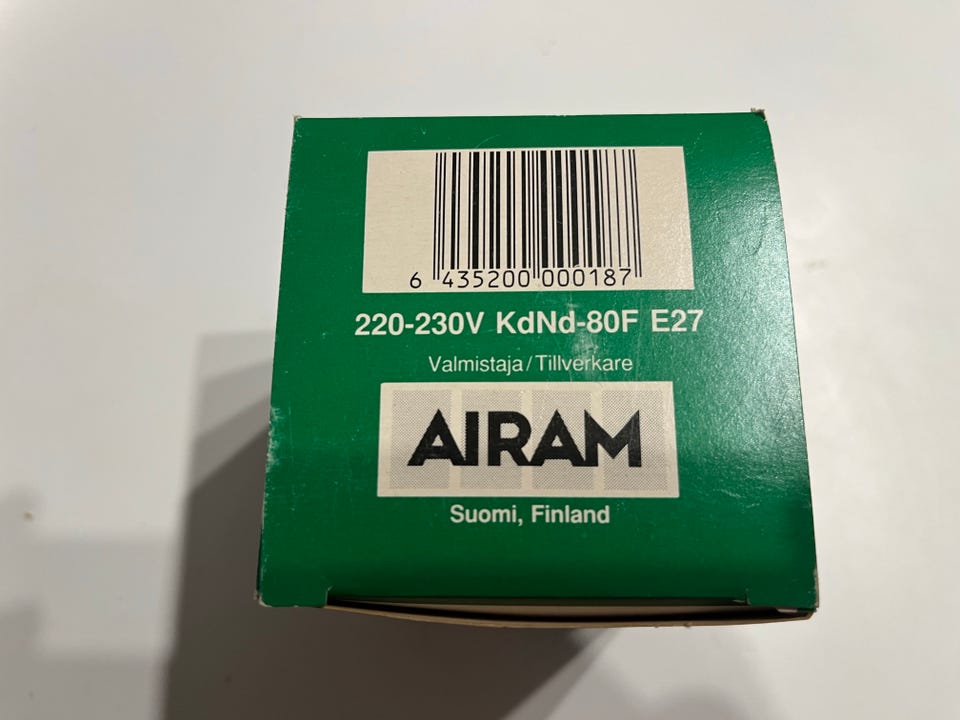 6 435200 000187
220-230V KdNd-80F E27
Valmistaja/Tillverkare
AIRAM
Suomi, Finland